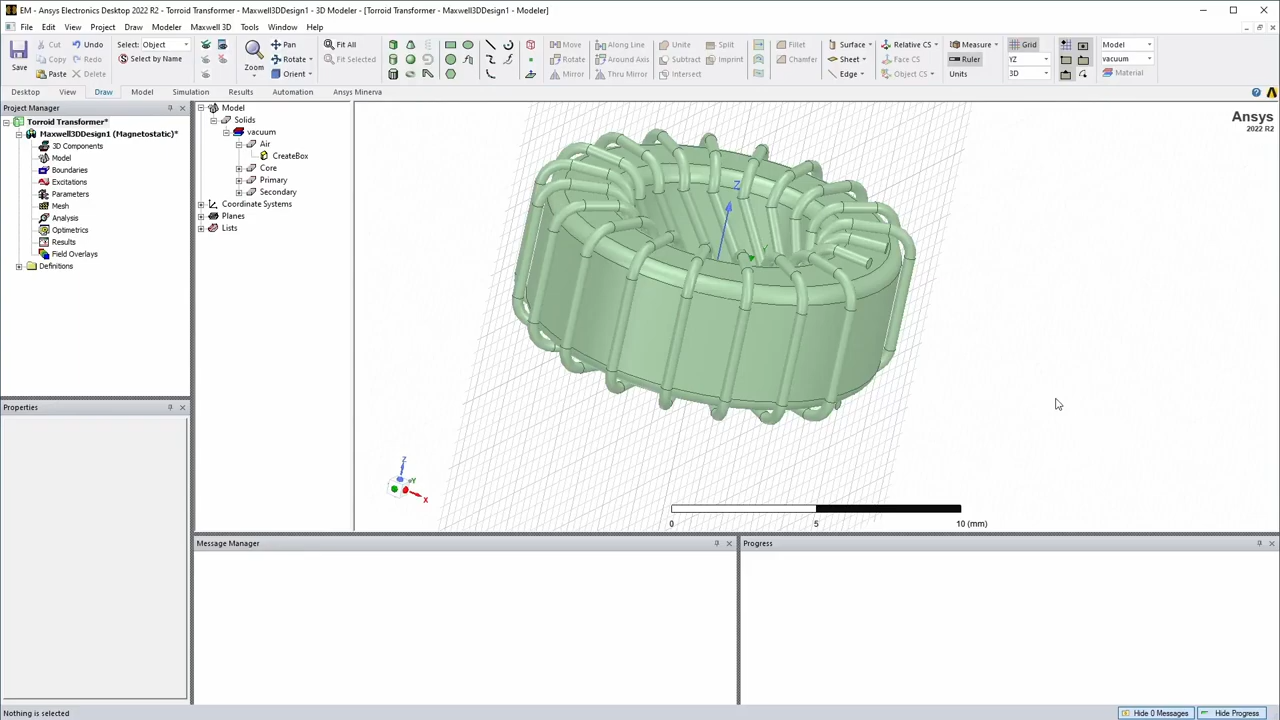 EM - Ansys Electronics Desktop 2022 R2 - Torroid Transformer - Maxwell3DDesign1 - 3D Modeler - [Torroid Transformer - Maxwell3DDesign1 - Modeler]
File Edit View Project Draw Modeler Maxwell 3D Tools Window Help
Save
Cut Undo
Copy Redo
Paste Delete
Select: Object
Select by Name
Zoom
Pan
Rotate
Orient
Fit All
Fit Selected
Move Along Line Unite Split Fillet
Rotate Around Axis Subtract Imprint Chamfer
Mirror Thru Mirror Intersect
Surface Relative CS
Sheet Face CS
Edge Object CS
Measure Grid
Ruler YZ
Units 3D
Model
vacuum
Material
Desktop View Draw Model Simulation Results Automation Ansys Minerva
Project Manager
Torroid Transformer*
Maxwell3DDesign1 (Magnetostatic)*
3D Components
Model
Boundaries
Excitations
Parameters
Mesh
Analysis
Optimetrics
Results
Field Overlays
Definitions
Model
Solids
vacuum
Air
CreateBox
Core
Primary
Secondary
Coordinate Systems
Planes
Lists
Ansys
2022 R2
Z
Z
Y
X
0 5 10 (mm)
Properties
Message Manager
Progress
Nothing is selected
Hide 0 Messages
Hide Progress